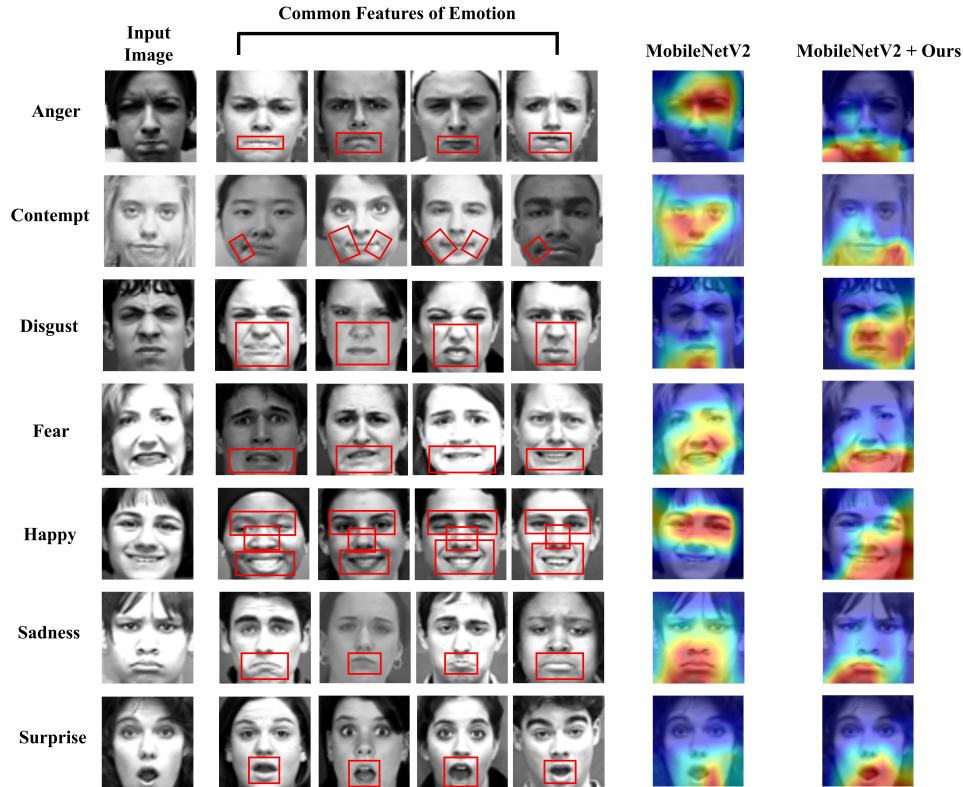 Common Features of Emotion
Input
Image
MobileNetV2
MobileNetV2 + Ours
Anger
Contempt
Disgust
Fear
Happy
Sadness
Surprise